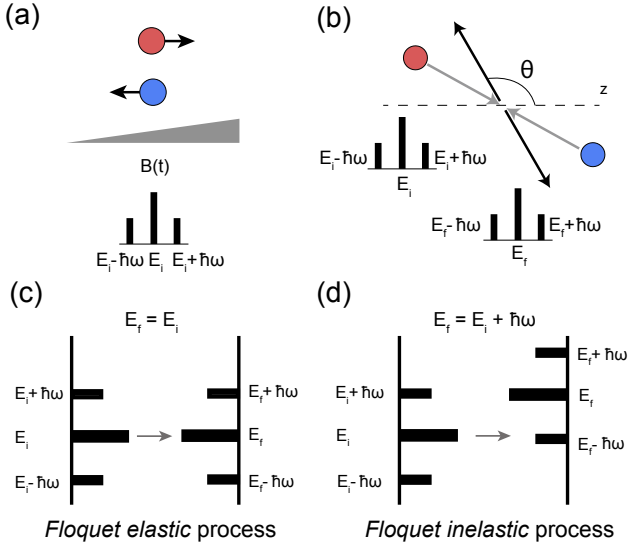 (a)
B(t)
E_i-ħω E_i E_i+ħω
(b)
θ
z
E_i-ħω E_i+ħω
E_i
E_f-ħω E_f+ħω
E_f
(c)
E_f = E_i
E_i+ħω E_f+ħω
E_i E_f
E_i-ħω E_f-ħω
Floquet elastic process
(d)
E_f = E_i + ħω
E_f+ħω
E_i+ħω E_f
E_i E_f-ħω
E_i-ħω
Floquet inelastic process